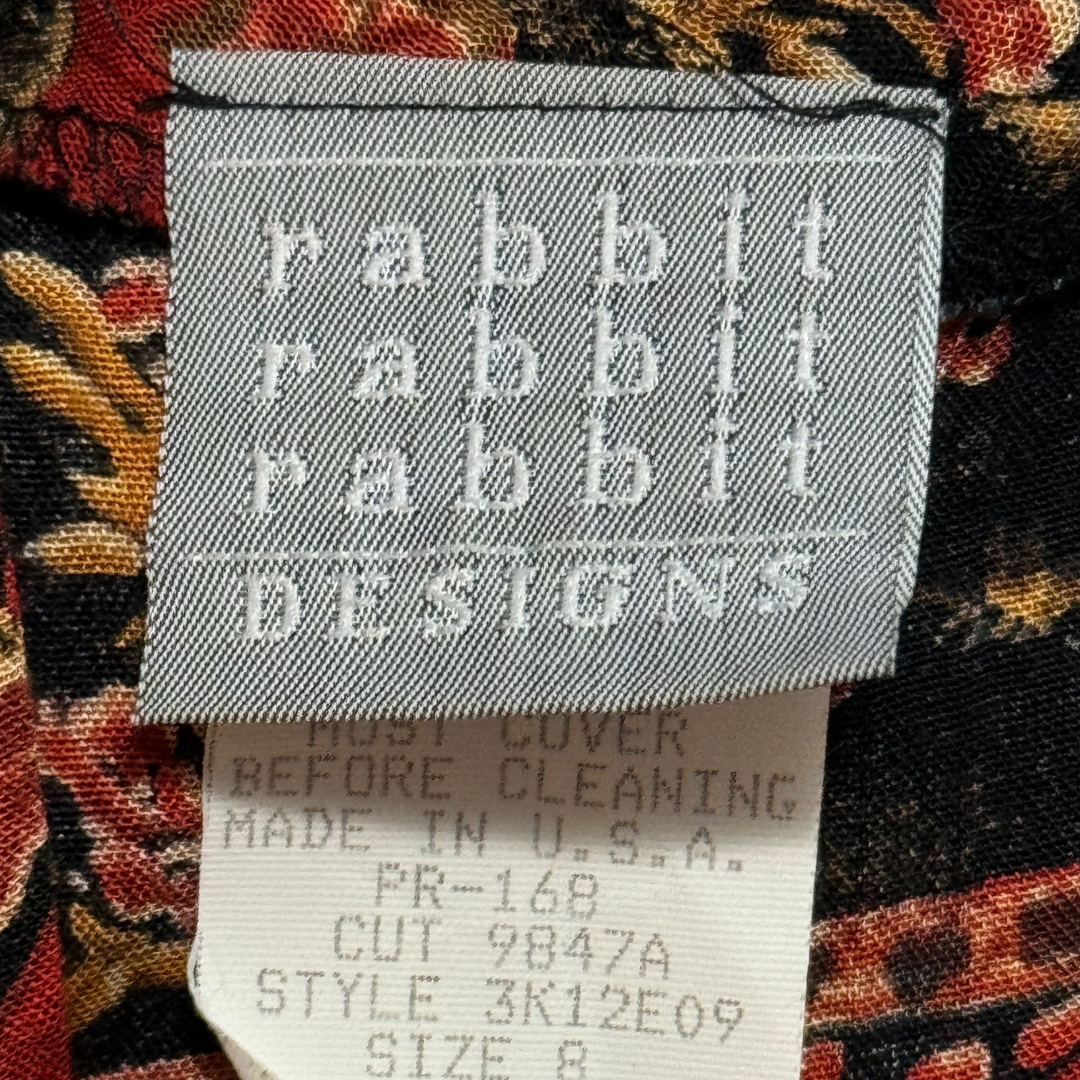 rabbit
rabbit
rabbit
DESIGNS
MUST COVER
BEFORE CLEANING
MADE IN U.S.A.
PR-168
CUT 9847A
STYLE 3K12E09
SIZE 8